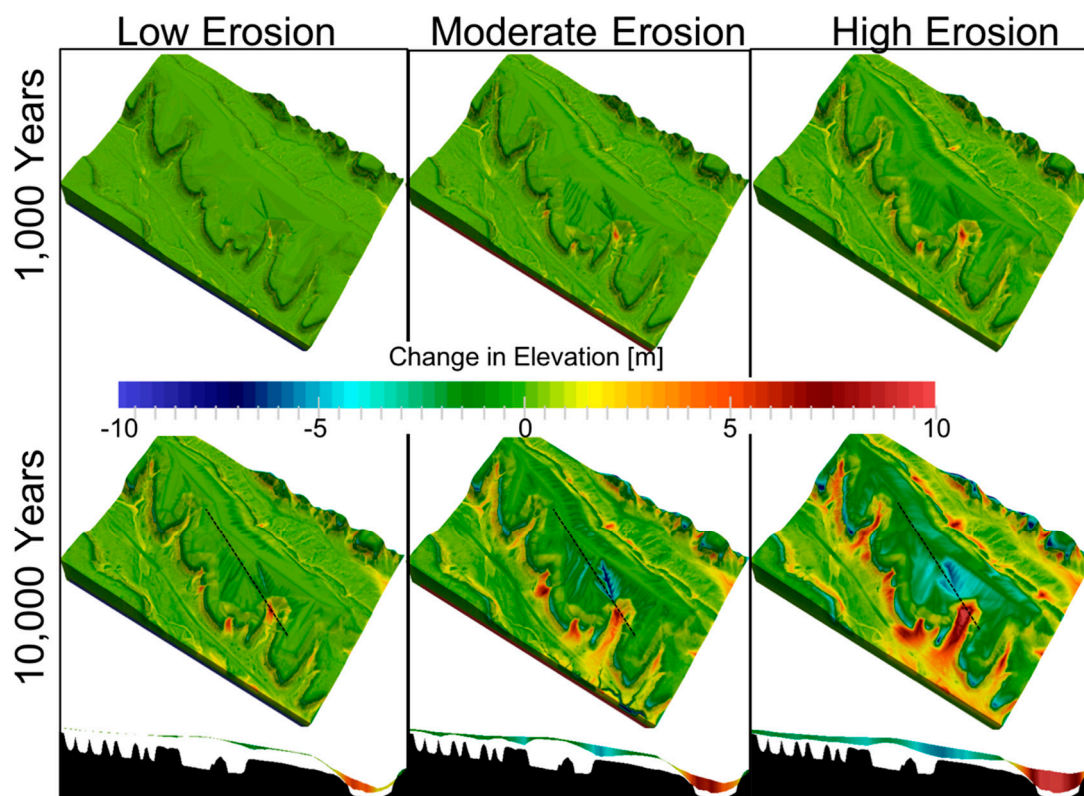 Low Erosion Moderate Erosion High Erosion
1,000 Years
Change in Elevation [m]
-10 -5 0 5 10
10,000 Years